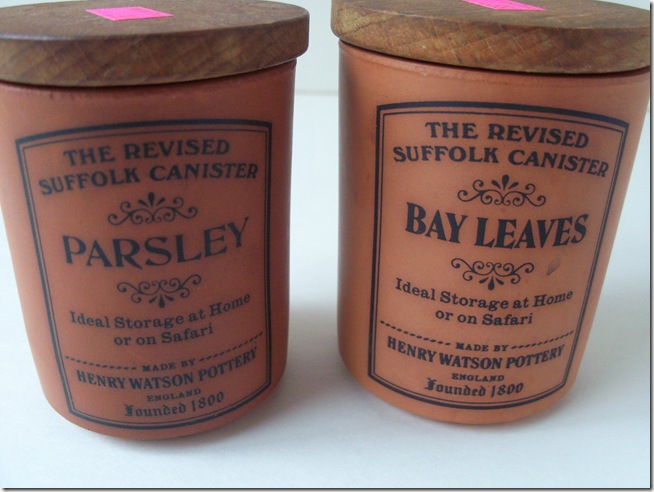 THE REVISED
SUFFOLK CANISTER
PARSLEY
Ideal Storage at Home
or on Safari
MADE BY
HENRY WATSON POTTERY
ENGLAND
Founded 1800
THE REVISED
SUFFOLK CANISTER
BAY LEAVES
Ideal Storage at Home
or on Safari
MADE BY
HENRY WATSON POTTERY
ENGLAND
Founded 1800